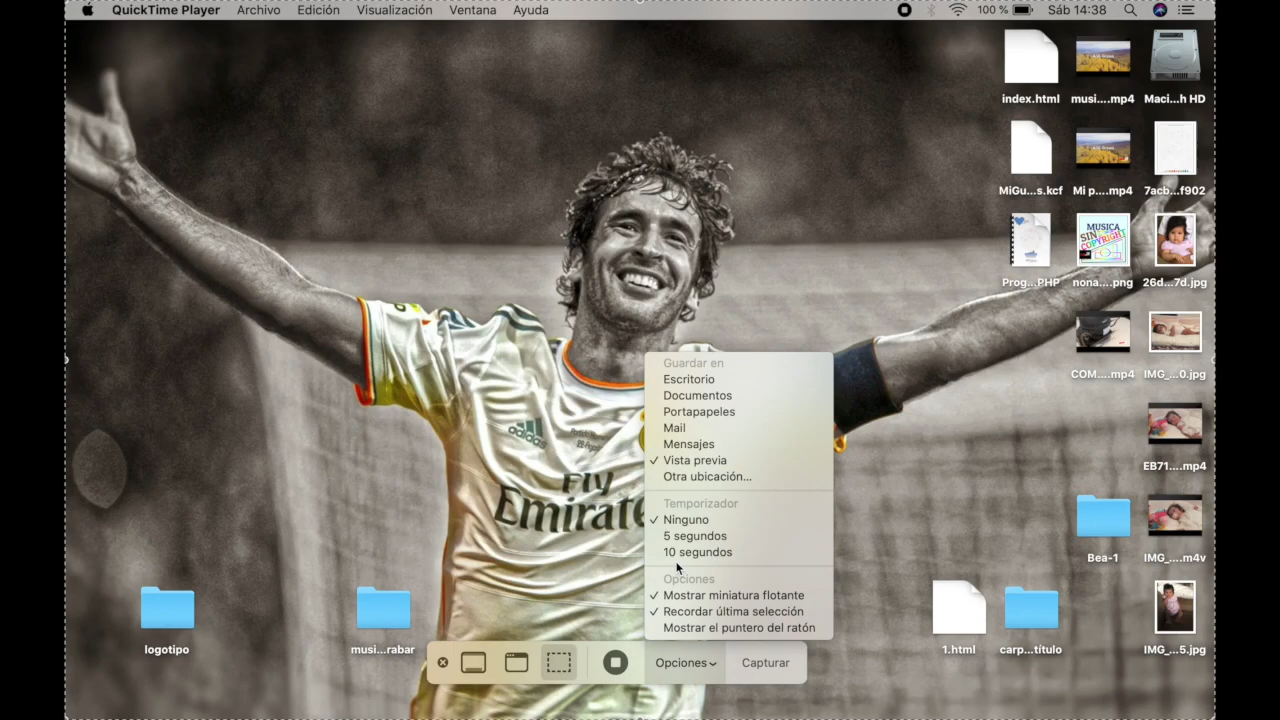 QuickTime Player Archivo Edición Visualización Ventana Ayuda 100 % Sáb 14:38
index.html musi....mp4 Maci...h HD
MiGu...s.kcf Mi p....mp4 7acb...f902
MUSICA
SIN
COPYRIGHT
Prog...PHP nona....png 26d...7d.jpg
COM....mp4 IMG_...0.jpg
EB71....mp4
Bea-1 IMG_....m4v
logotipo musi...rabar 1.html carp...título IMG_...5.jpg
adidas
Fly
Emirate
Guardar en
Escritorio
Documentos
Portapapeles
Mail
Mensajes
✓ Vista previa
Otra ubicación...
Temporizador
✓ Ninguno
5 segundos
10 segundos
Opciones
✓ Mostrar miniatura flotante
✓ Recordar última selección
Mostrar el puntero del ratón
Opciones Capturar